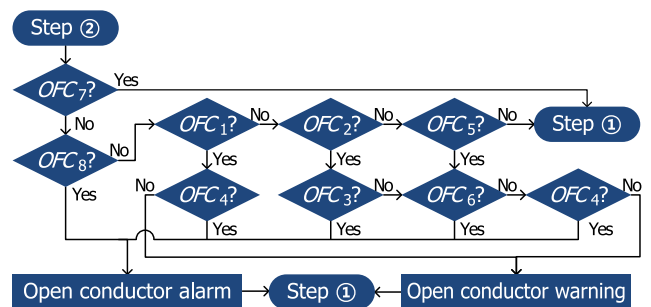 Step ②
OFC7? Yes
No
OFC8? No OFC1? No OFC2? No OFC5? No Step ①
Yes Yes Yes Yes
No OFC4? OFC3? No OFC6? No OFC4? No
Yes Yes Yes Yes
Open conductor alarm Step ① Open conductor warning